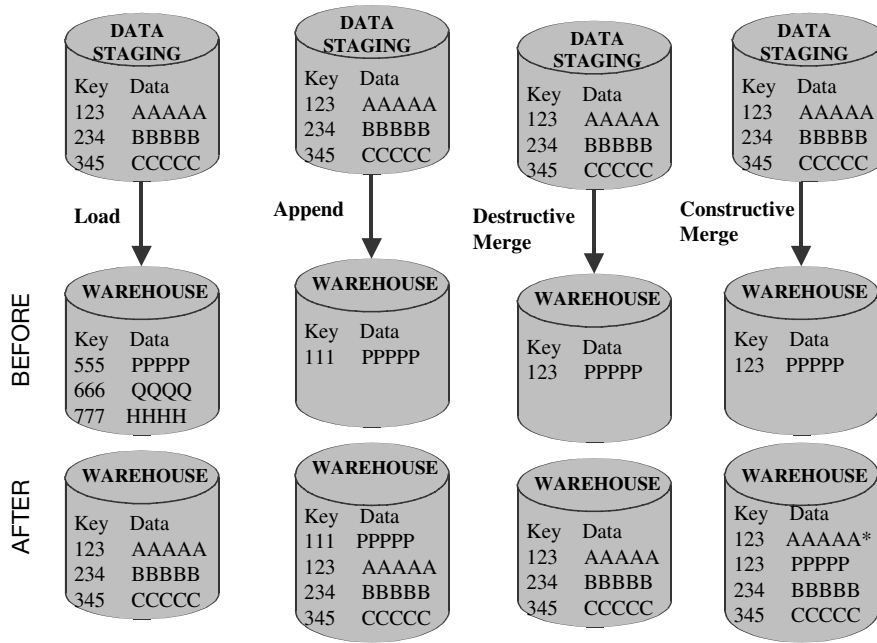 DATA
STAGING
Key Data
123 AAAAA
234 BBBBB
345 CCCCC
DATA
STAGING
Key Data
123 AAAAA
234 BBBBB
345 CCCCC
DATA
STAGING
Key Data
123 AAAAA
234 BBBBB
345 CCCCC
DATA
STAGING
Key Data
123 AAAAA
234 BBBBB
345 CCCCC
Load
Append
Destructive
Merge
Constructive
Merge
BEFORE
WAREHOUSE
Key Data
555 PPPPP
666 QQQQ
777 HHHH
WAREHOUSE
Key Data
111 PPPPP
WAREHOUSE
Key Data
123 PPPPP
WAREHOUSE
Key Data
123 PPPPP
AFTER
WAREHOUSE
Key Data
123 AAAAA
234 BBBBB
345 CCCCC
WAREHOUSE
Key Data
111 PPPPP
123 AAAAA
234 BBBBB
345 CCCCC
WAREHOUSE
Key Data
123 AAAAA
234 BBBBB
345 CCCCC
WAREHOUSE
Key Data
123 AAAAA*
123 PPPPP
234 BBBBB
345 CCCCC